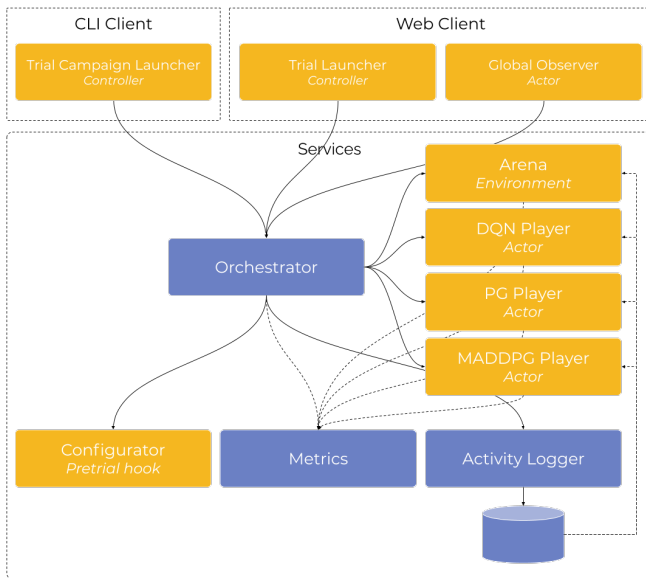 CLI Client
Web Client
Trial Campaign Launcher
Controller
Trial Launcher
Controller
Global Observer
Actor
Services
Arena
Environment
DQN Player
Actor
Orchestrator
PG Player
Actor
MADDPG Player
Actor
Configurator
Pretrial hook
Metrics
Activity Logger